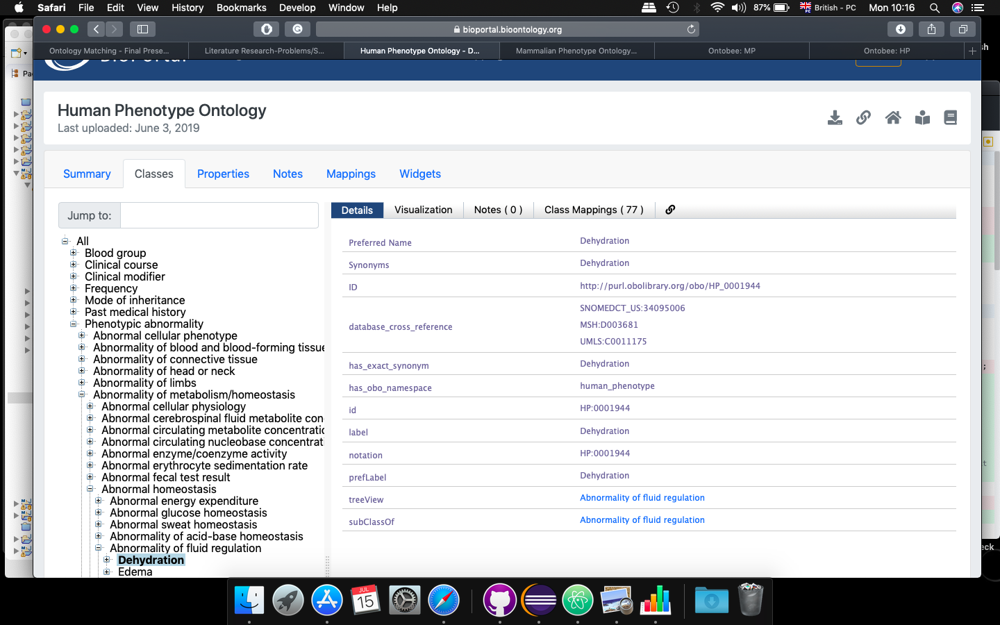 Safari File Edit View History Bookmarks Develop Window Help 87% British - PC Mon 10:16
bioportal.bioontology.org
Ontology Matching - Final Prese... Literature Research-Problems/S... Human Phenotype Ontology - D... Mammalian Phenotype Ontology... Ontobee: MP Ontobee: HP
Human Phenotype Ontology
Last uploaded: June 3, 2019
Summary Classes Properties Notes Mappings Widgets
Jump to:
All
Blood group
Clinical course
Clinical modifier
Frequency
Mode of inheritance
Past medical history
Phenotypic abnormality
Abnormal cellular phenotype
Abnormality of blood and blood-forming tissue
Abnormality of connective tissue
Abnormality of head or neck
Abnormality of limbs
Abnormality of metabolism/homeostasis
Abnormal cellular physiology
Abnormal cerebrospinal fluid metabolite con
Abnormal circulating metabolite concentratio
Abnormal circulating nucleobase concentrat
Abnormal enzyme/coenzyme activity
Abnormal erythrocyte sedimentation rate
Abnormal fecal test result
Abnormal homeostasis
Abnormal energy expenditure
Abnormal glucose homeostasis
Abnormal sweat homeostasis
Abnormality of acid-base homeostasis
Abnormality of fluid regulation
Dehydration
Edema
Details Visualization Notes ( 0 ) Class Mappings ( 77 )
Preferred Name Dehydration
Synonyms Dehydration
ID http://purl.obolibrary.org/obo/HP_0001944
database_cross_reference SNOMEDCT_US:34095006
MSH:D003681
UMLS:C0011175
has_exact_synonym Dehydration
has_obo_namespace human_phenotype
id HP:0001944
label Dehydration
notation HP:0001944
prefLabel Dehydration
treeView Abnormality of fluid regulation
subClassOf Abnormality of fluid regulation
JUL
15